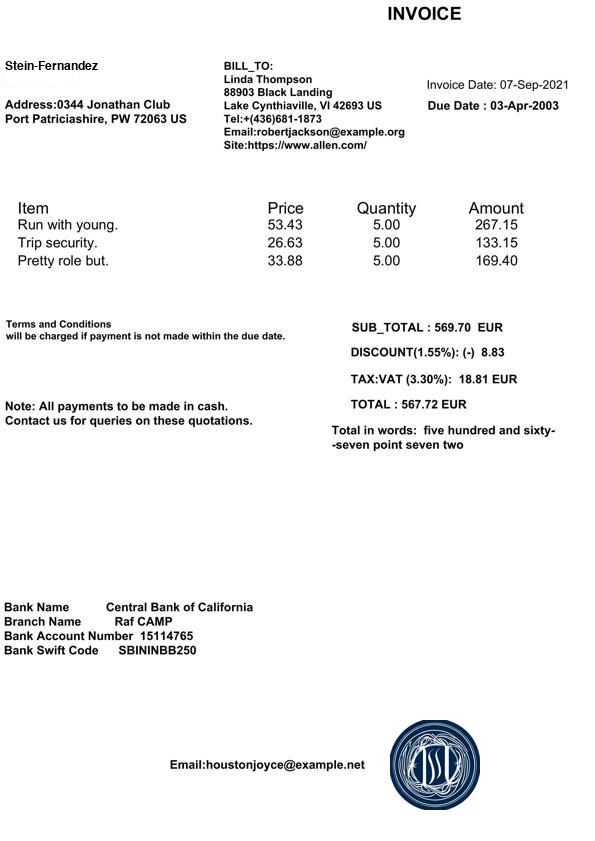 INVOICE
Stein-Fernandez
Address:0344 Jonathan Club
Port Patriciashire, PW 72063 US
BILL_TO:
Linda Thompson
88903 Black Landing
Lake Cynthiaville, VI 42693 US
Tel:+(436)681-1873
Email:robertjackson@example.org
Site:https://www.allen.com/
Invoice Date: 07-Sep-2021
Due Date : 03-Apr-2003
Item Price Quantity Amount
Run with young. 53.43 5.00 267.15
Trip security. 26.63 5.00 133.15
Pretty role but. 33.88 5.00 169.40
Terms and Conditions
will be charged if payment is not made within the due date.
SUB_TOTAL : 569.70 EUR
DISCOUNT(1.55%): (-) 8.83
TAX:VAT (3.30%): 18.81 EUR
TOTAL : 567.72 EUR
Note: All payments to be made in cash.
Contact us for queries on these quotations.
Total in words: five hundred and sixty-
-seven point seven two
Bank Name Central Bank of California
Branch Name Raf CAMP
Bank Account Number 15114765
Bank Swift Code SBININBB250
Email:houstonjoyce@example.net